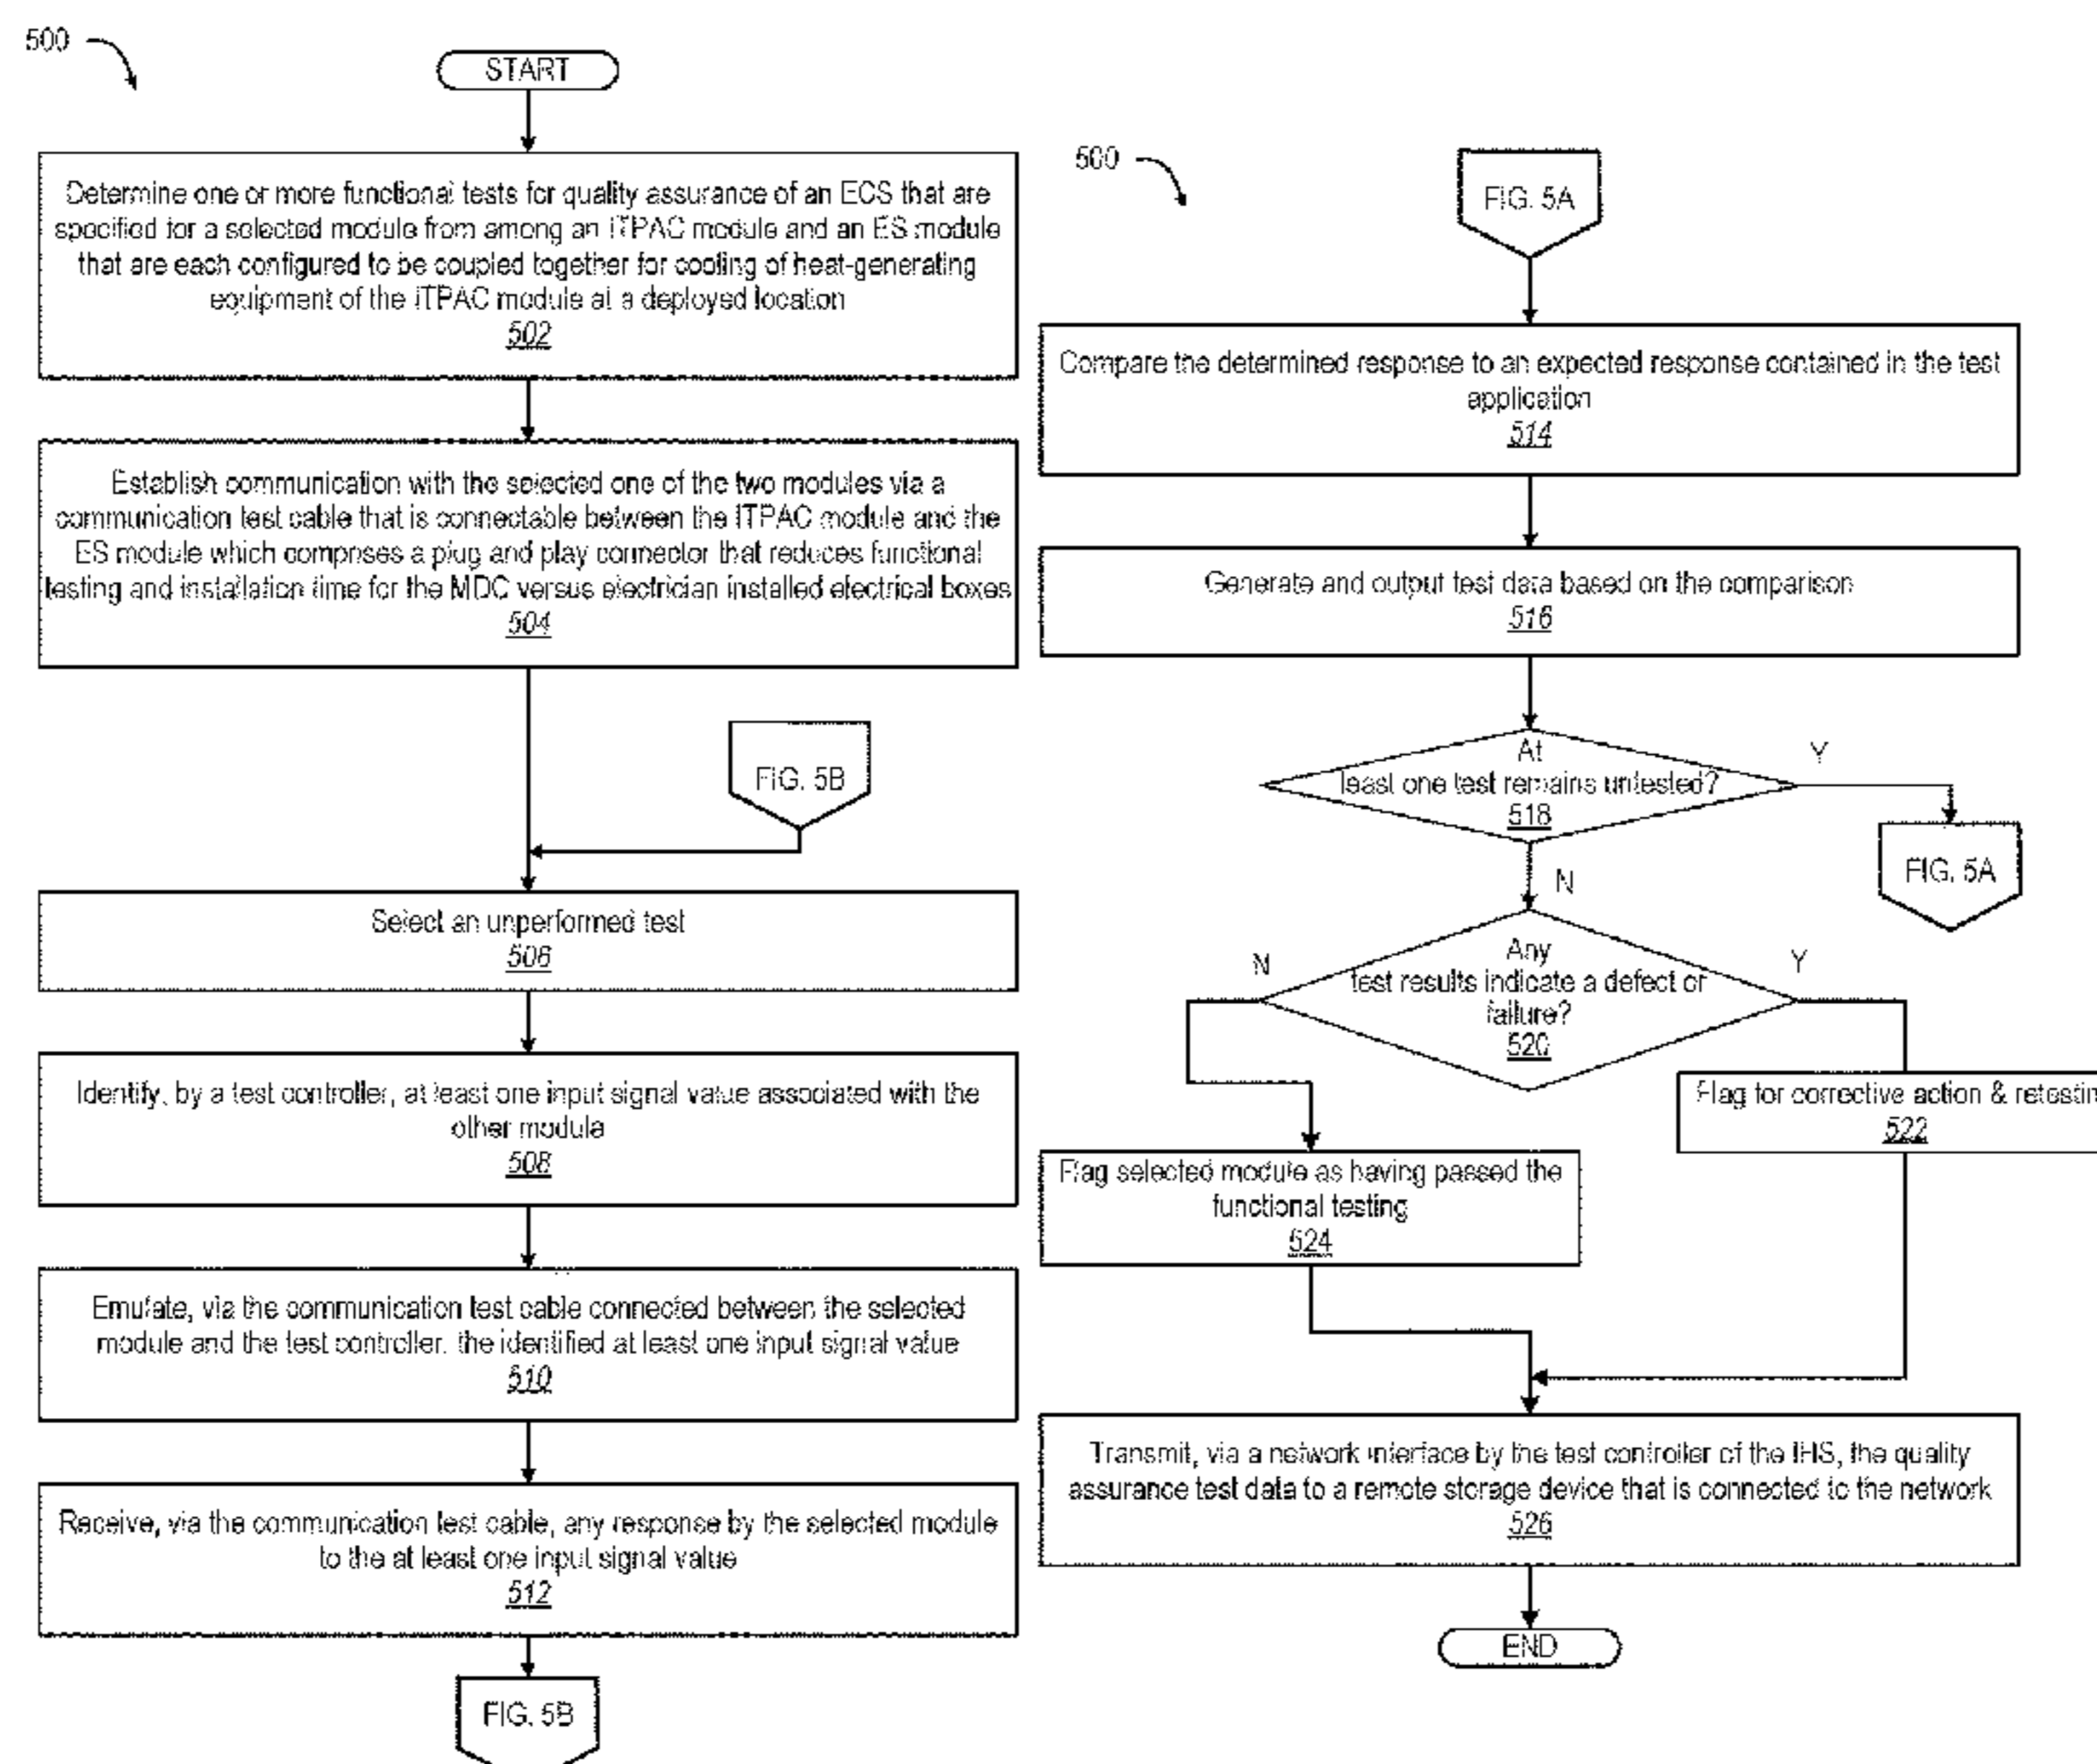 500
START
Determine one or more functional tests for quality assurance of an ECS that are
specified for a selected module from among an ITPAC module and an ES module
that are each configured to be coupled together for cooling of heat-generating
equipment of the ITPAC module at a deployed location
502
Establish communication with the selected one of the two modules via a
communication test cable that is connectable between the ITPAC module and the
ES module which comprises a plug and play connector that reduces functional
testing and installation time for the MDC versus electrician installed electrical boxes
504
FIG. 5B
Select an unperformed test
506
Identify, by a test controller, at least one input signal value associated with the
other module
508
Emulate, via the communication test cable connected between the selected
module and the test controller, the identified at least one input signal value
510
Receive, via the communication test cable, any response by the selected module
to the at least one input signal value
512
FIG. 5B
500
FIG. 5A
Compare the determined response to an expected response contained in the test
application
514
Generate and output test data based on the comparison
516
At
least one test remains untested?
518
Y
FIG. 5A
N
Any
test results indicate a defect or
failure?
520
N
Y
Flag for corrective action & retestin
522
Flag selected module as having passed the
functional testing
524
Transmit, via a network interface by the test controller of the IHS, the quality
assurance test data to a remote storage device that is connected to the network
526
END